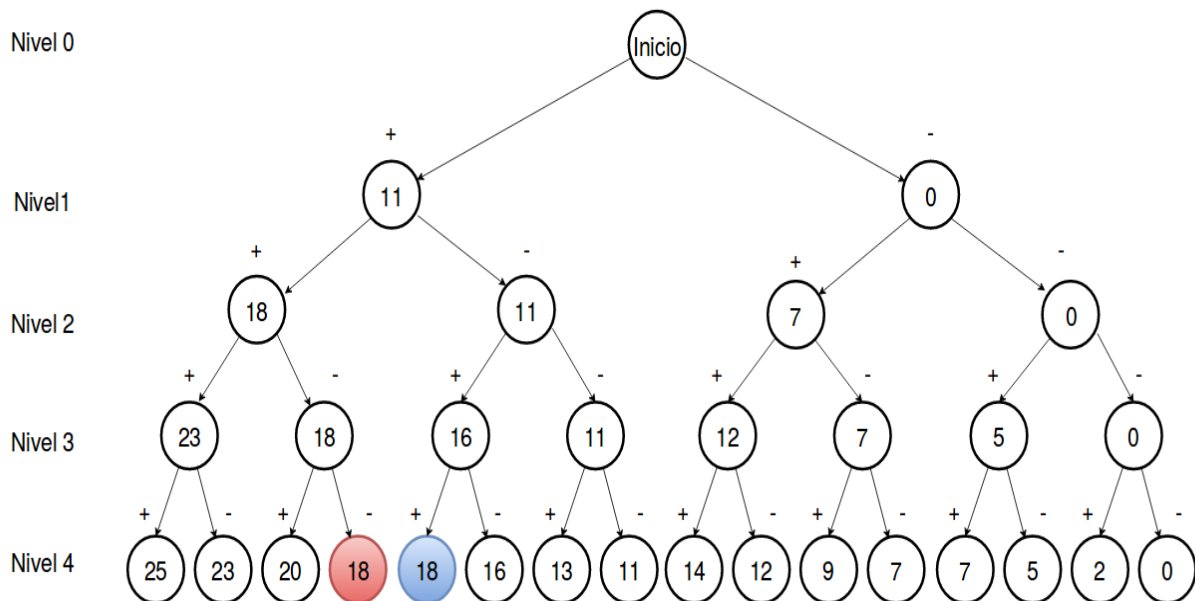 Nivel 0
Inicio
+ -
Nivel1
11 0
+ - + -
Nivel 2
18 11 7 0
+ - + - + - + -
Nivel 3
23 18 16 11 12 7 5 0
+ - + - + - + - + - + - + - + -
Nivel 4
25 23 20 18 18 16 13 11 14 12 9 7 7 5 2 0